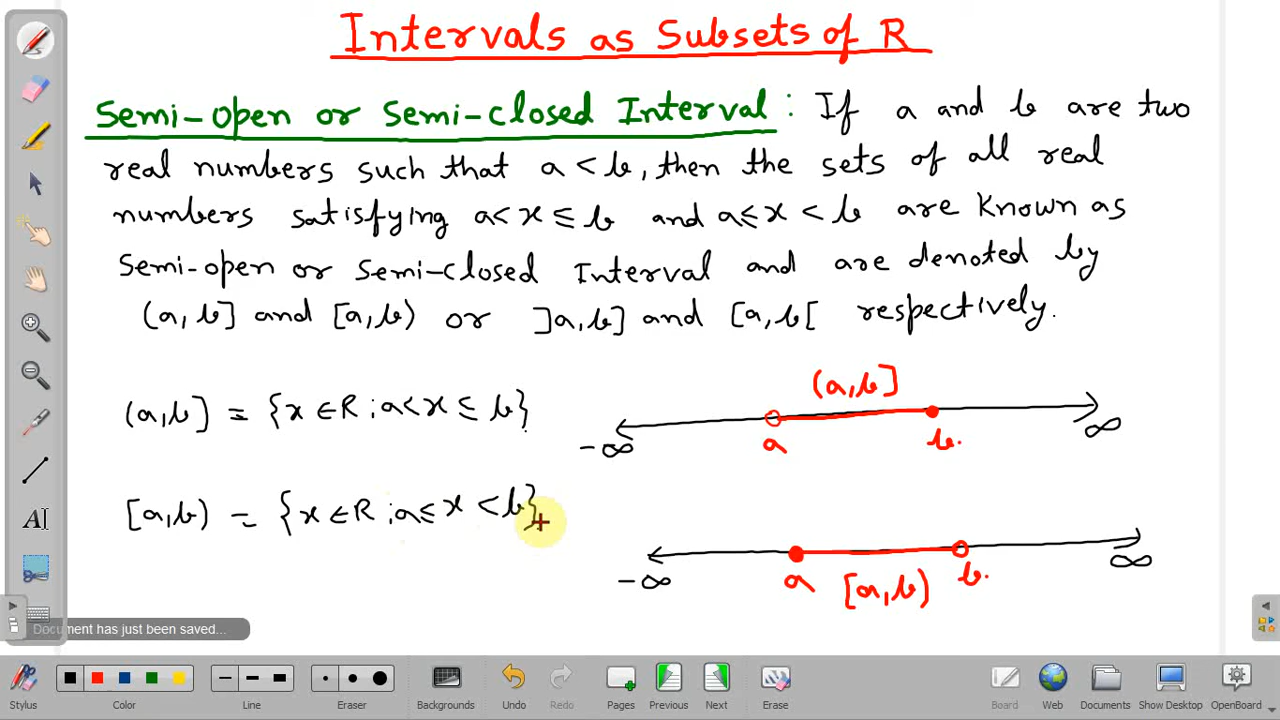 Intervals as Subsets of R
Semi-open or Semi-closed Interval : If a and b are two
real numbers such that a < b, then the sets of all real
numbers satisfying a < x ≤ b and a ≤ x < b are known as
Semi-open or Semi-closed Interval and are denoted by
(a, b] and [a, b) or ]a, b] and [a, b[ respectively.
(a, b]
(a, b] = {x ∈ R ; a < x ≤ b}
-∞ a b. ∞
[a, b) = {x ∈ R ; a ≤ x < b}
-∞ a [a, b) b. ∞
Document has just been saved...
Color Line Eraser Backgrounds Undo Redo Pages Previous Next Erase Board Web Documents Show Desktop OpenBoard